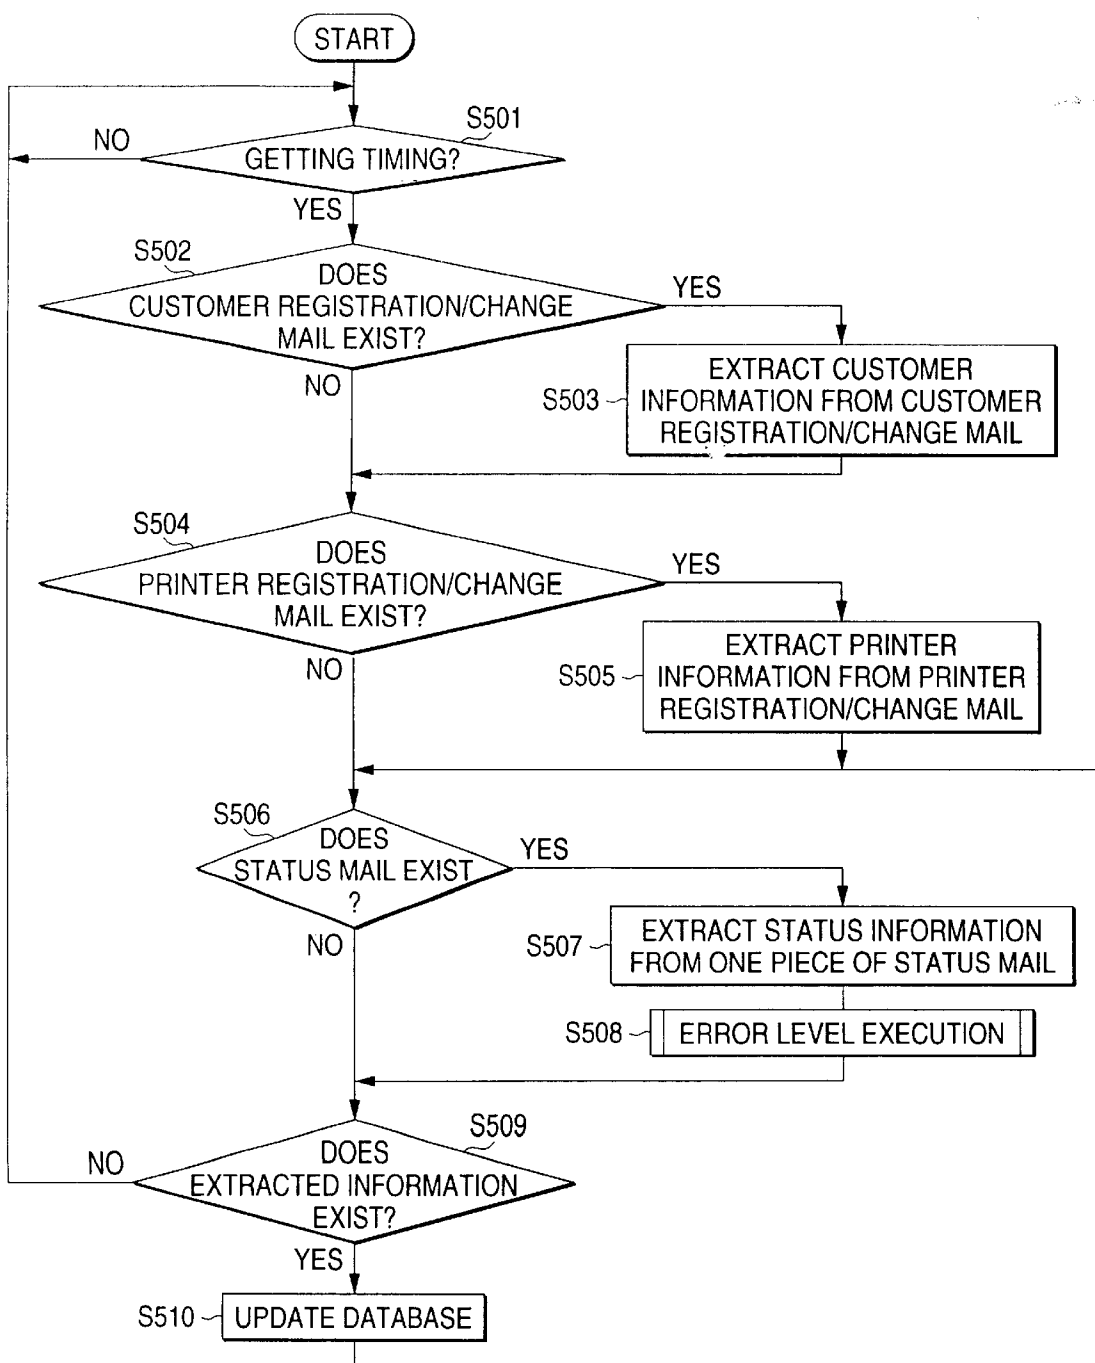 START
S501
NO
GETTING TIMING?
YES
S502
DOES
CUSTOMER REGISTRATION/CHANGE
MAIL EXIST?
YES
NO
S503
EXTRACT CUSTOMER
INFORMATION FROM CUSTOMER
REGISTRATION/CHANGE MAIL
S504
DOES
PRINTER REGISTRATION/CHANGE
MAIL EXIST?
YES
NO
S505
EXTRACT PRINTER
INFORMATION FROM PRINTER
REGISTRATION/CHANGE MAIL
S506
DOES
STATUS MAIL EXIST
?
YES
NO
S507
EXTRACT STATUS INFORMATION
FROM ONE PIECE OF STATUS MAIL
S508
ERROR LEVEL EXECUTION
S509
DOES
EXTRACTED INFORMATION
EXIST?
NO
YES
S510
UPDATE DATABASE